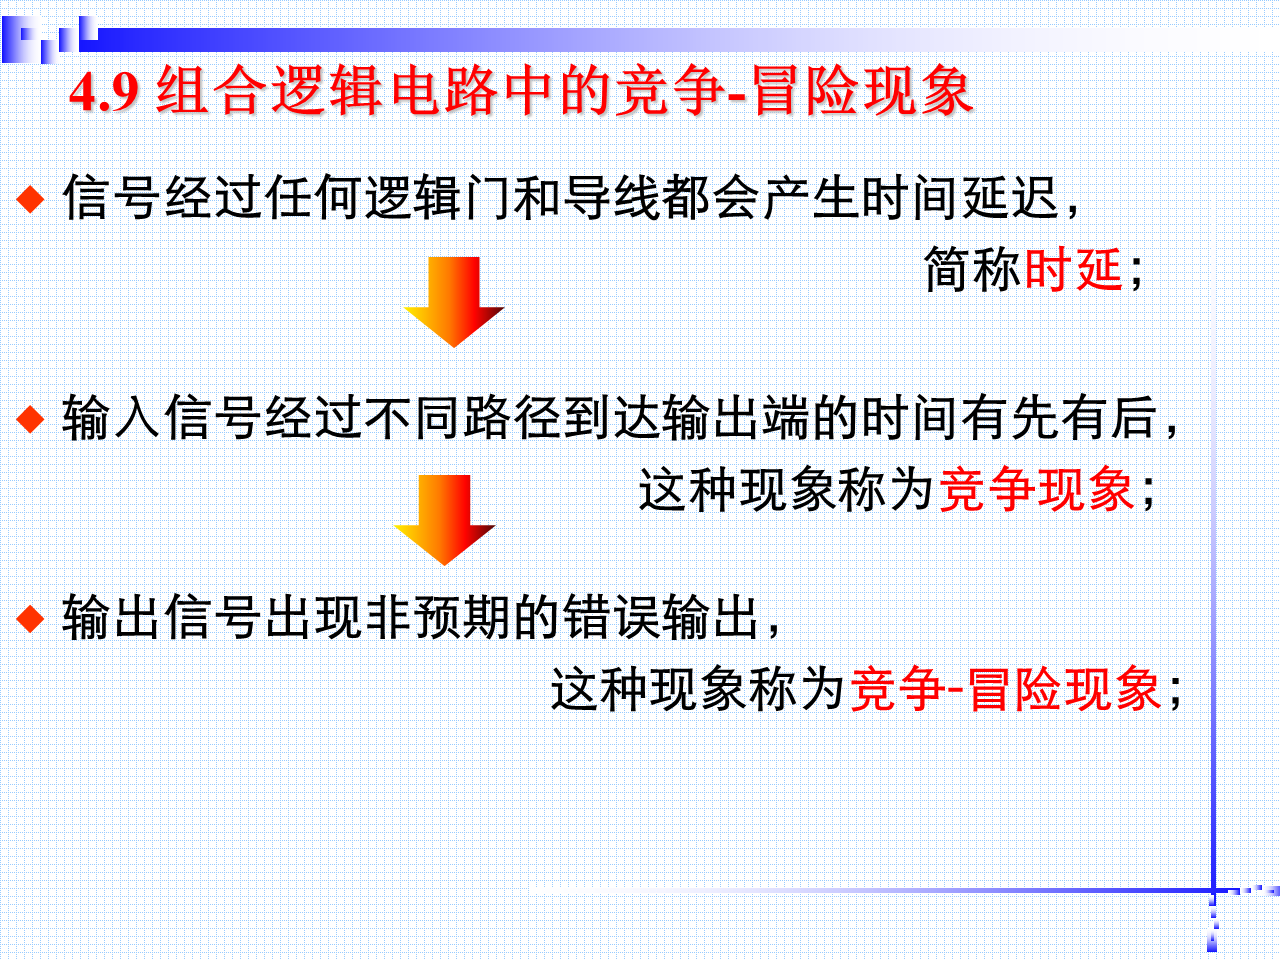 4.9 组合逻辑电路中的竞争-冒险现象
信号经过任何逻辑门和导线都会产生时间延迟，
简称时延；
输入信号经过不同路径到达输出端的时间有先有后，
这种现象称为竞争现象；
输出信号出现非预期的错误输出，
这种现象称为竞争-冒险现象；